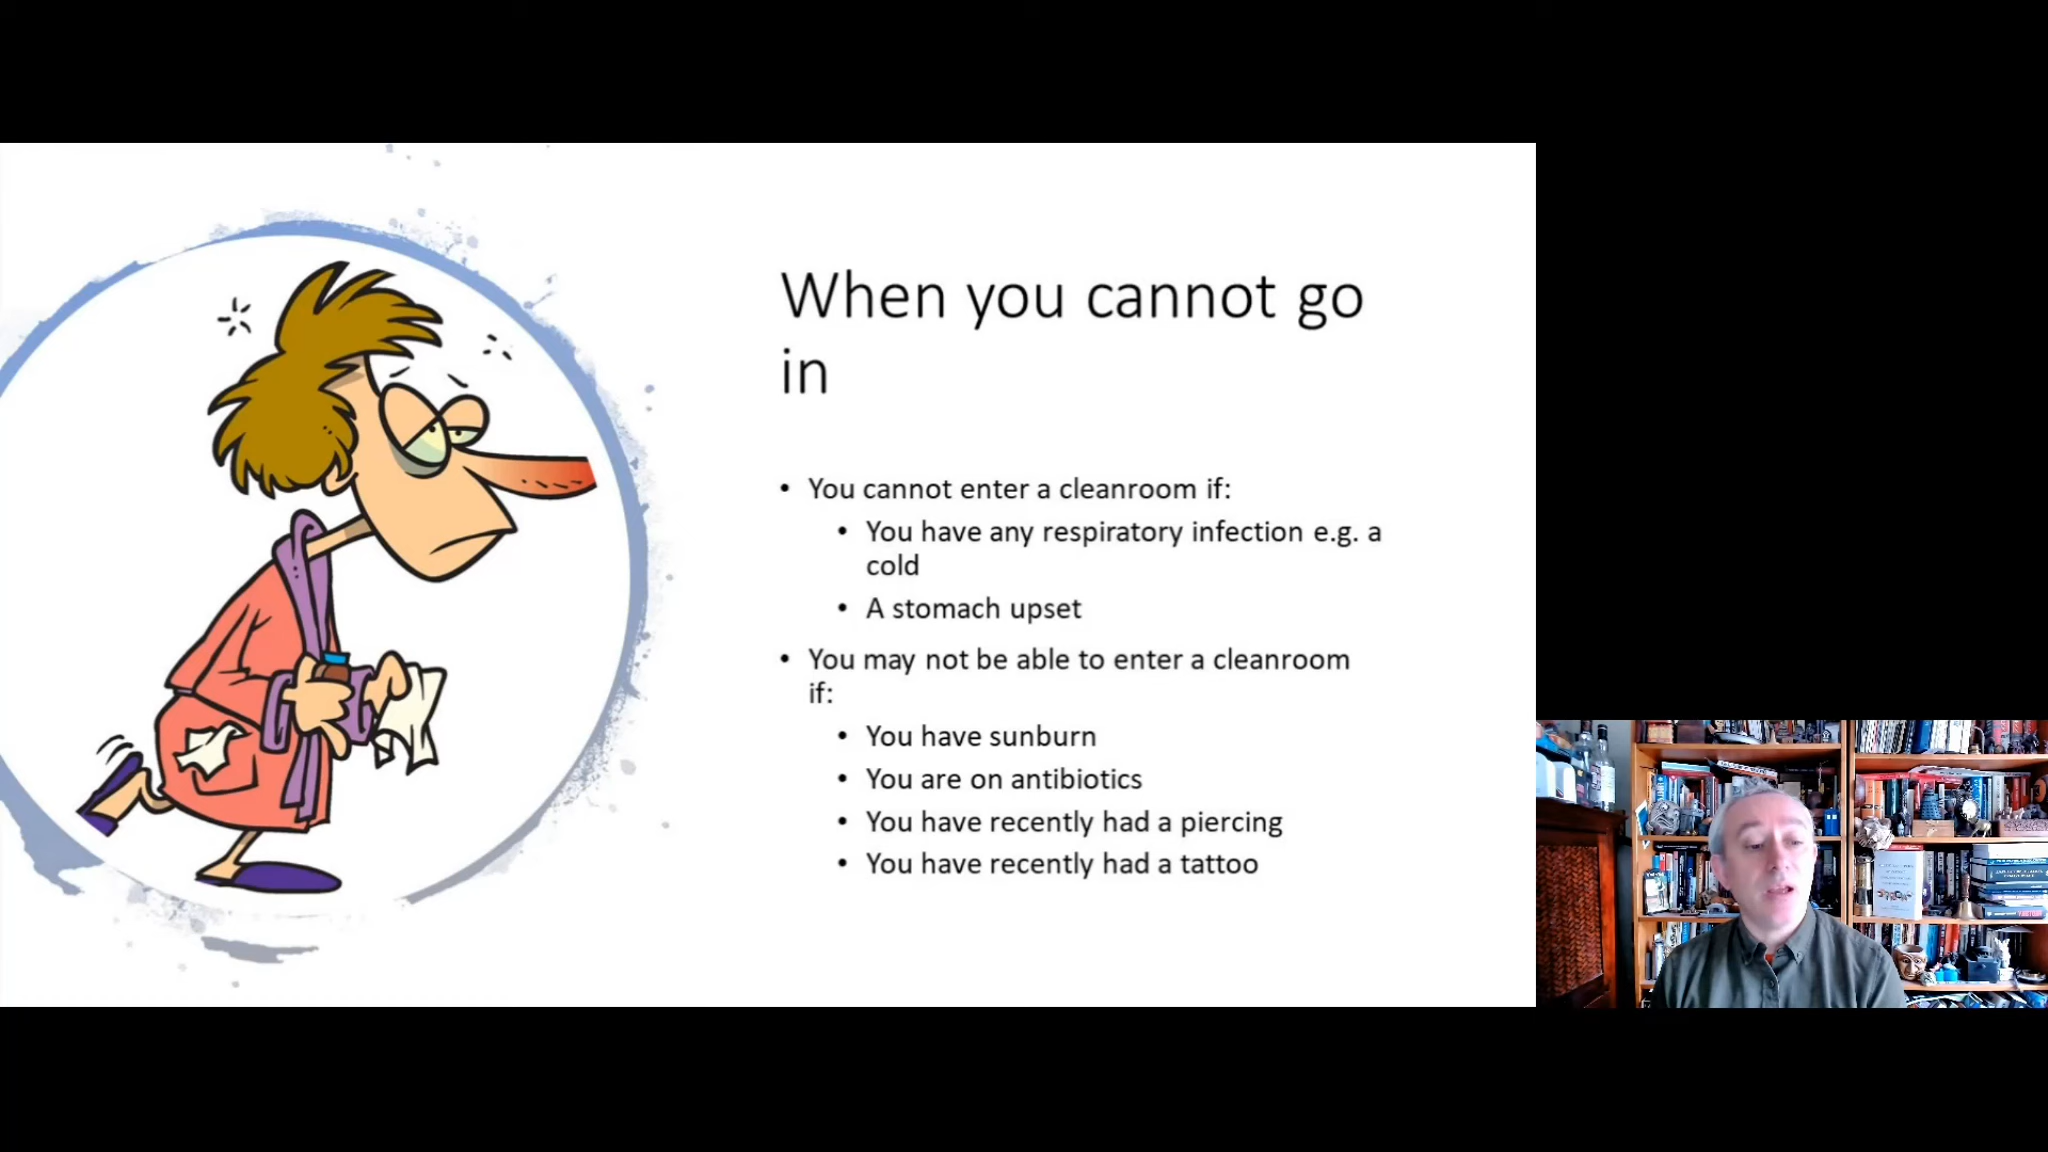 When you cannot go
in
• You cannot enter a cleanroom if:
• You have any respiratory infection e.g. a
cold
• A stomach upset
• You may not be able to enter a cleanroom
if:
• You have sunburn
• You are on antibiotics
• You have recently had a piercing
• You have recently had a tattoo